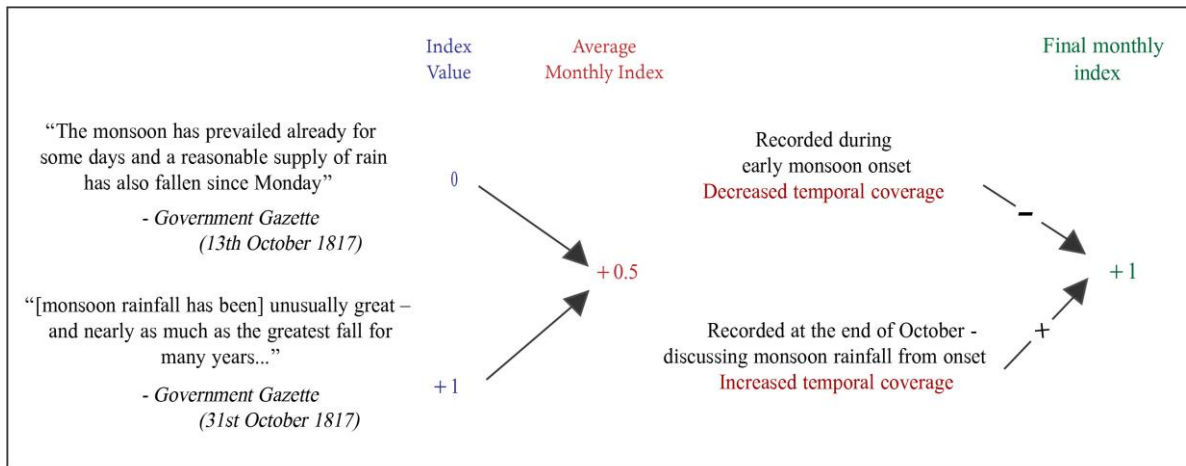 Index
Value
Average
Monthly Index
Final monthly
index
“The monsoon has prevailed already for
some days and a reasonable supply of rain
has also fallen since Monday”
- Government Gazette
(13th October 1817)
0
“[monsoon rainfall has been] unusually great –
and nearly as much as the greatest fall for
many years...”
- Government Gazette
(31st October 1817)
+1
+0.5
Recorded during
early monsoon onset
Decreased temporal coverage
–
Recorded at the end of October -
discussing monsoon rainfall from onset
Increased temporal coverage
+
+1